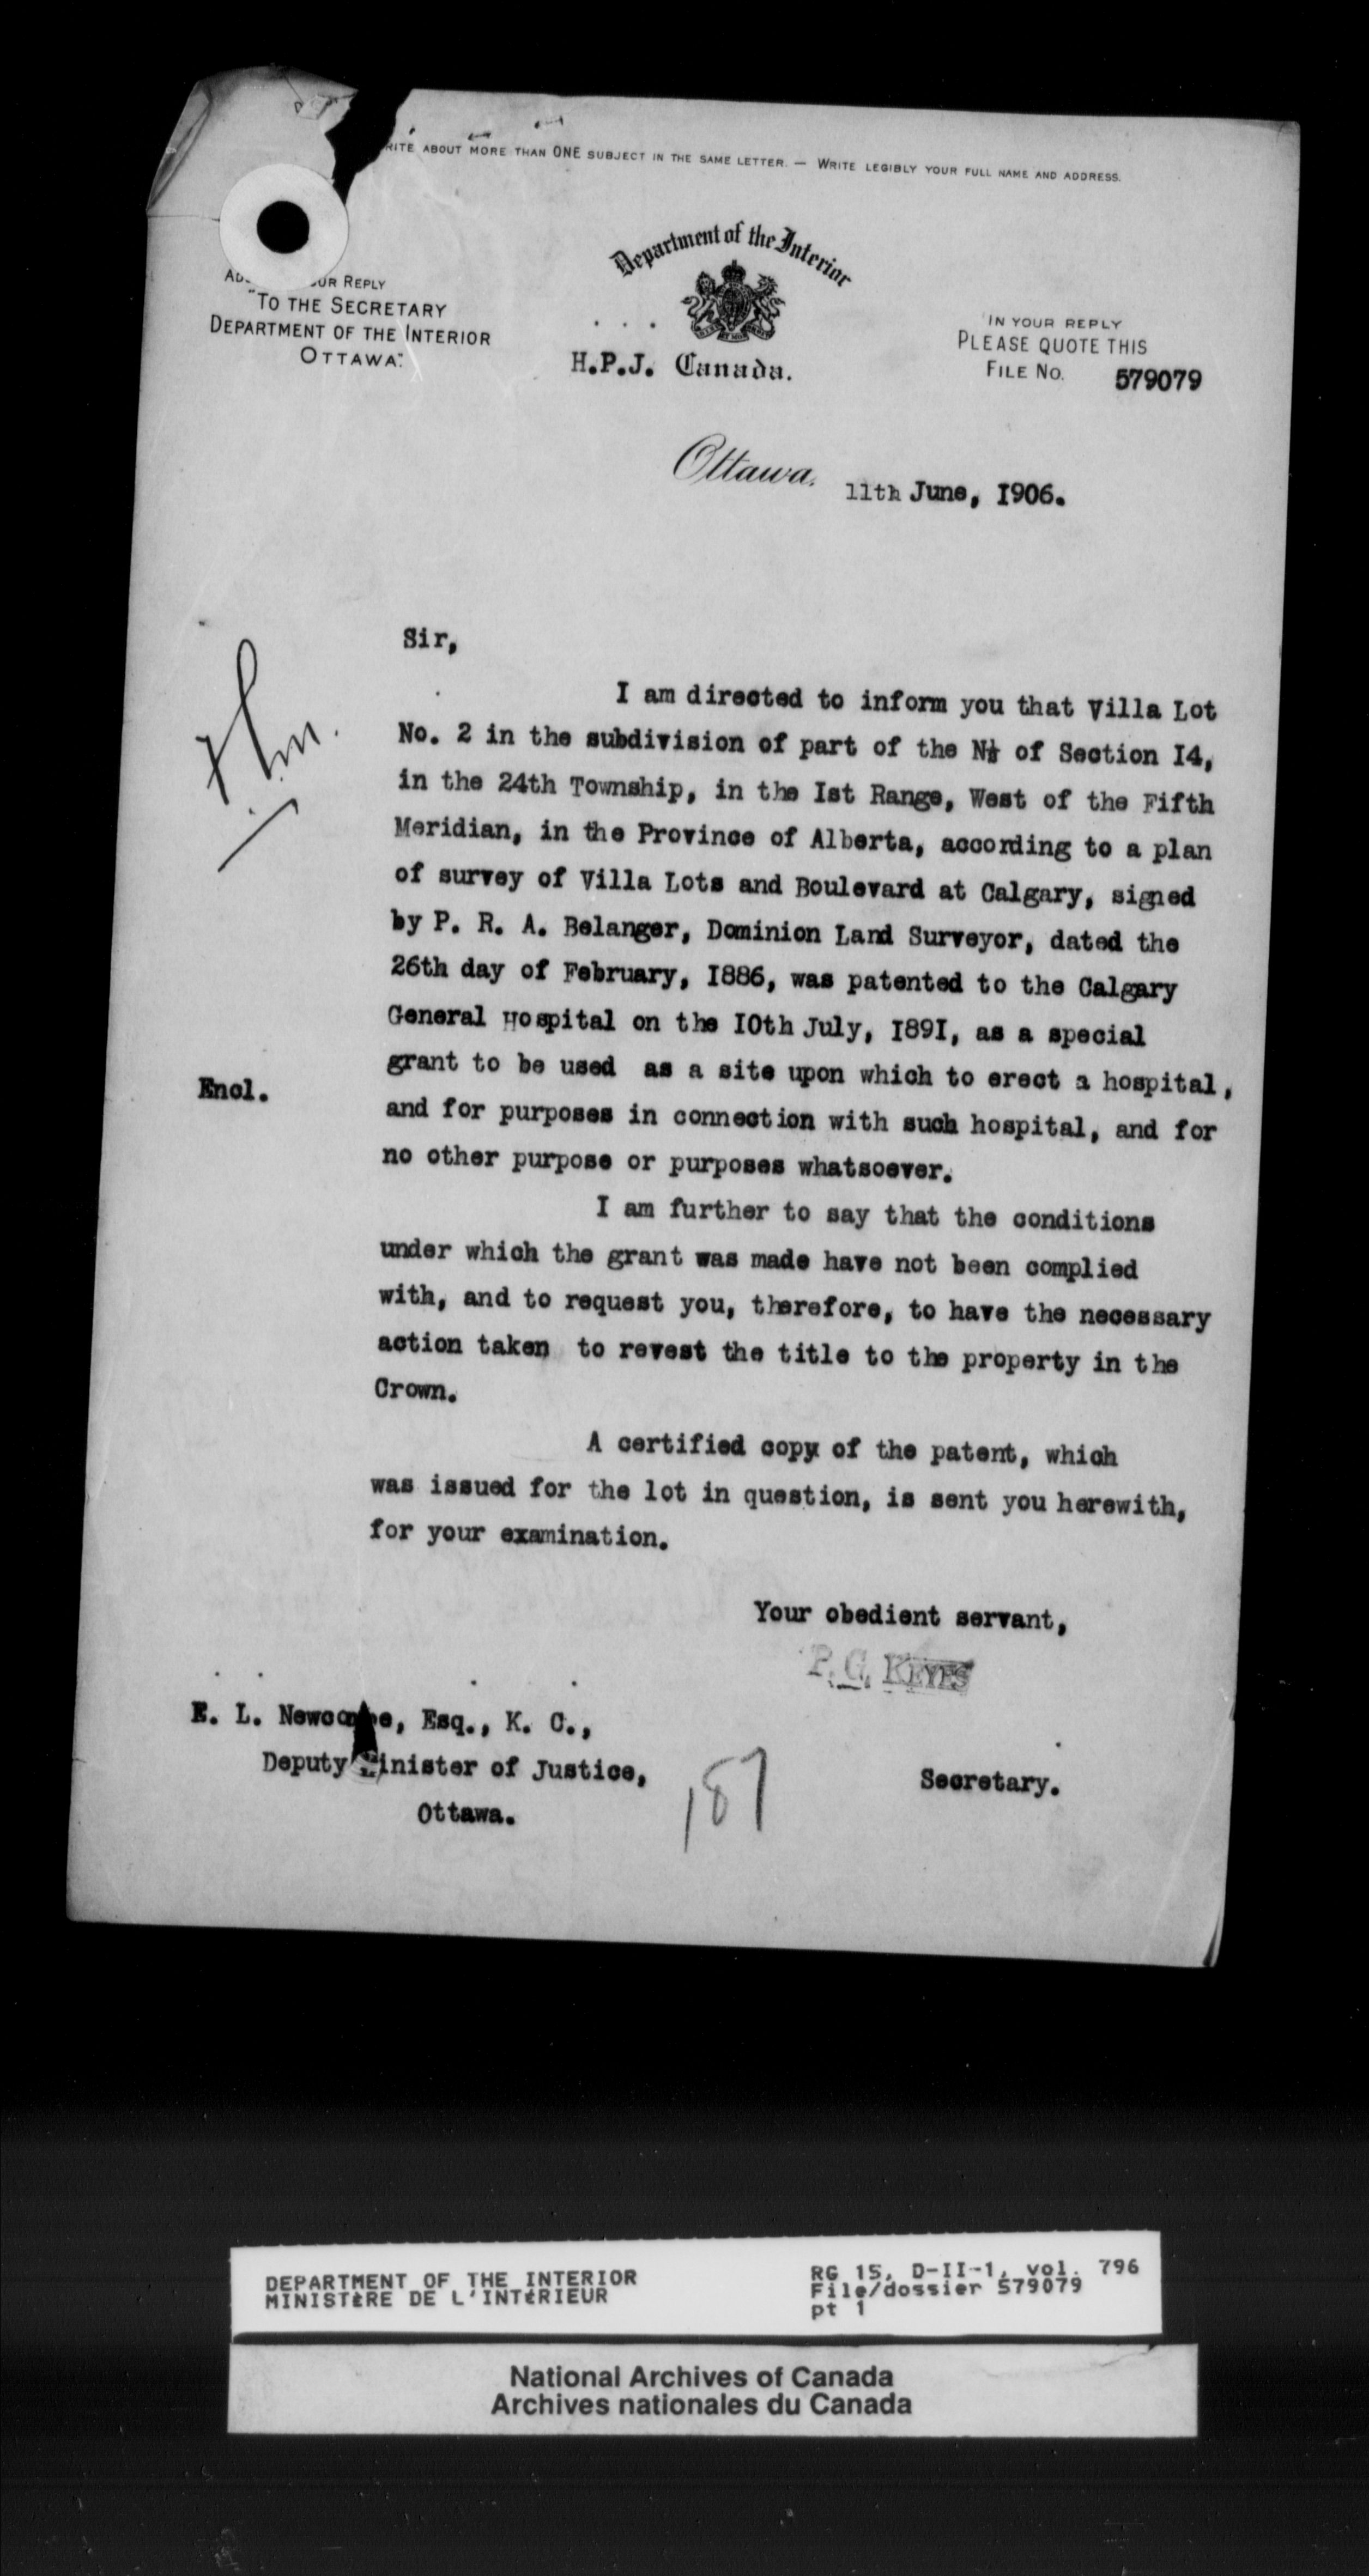 RITE ABOUT MORE THAN ONE SUBJECT IN THE SAME LETTER. — WRITE LEGIBLY YOUR FULL NAME AND ADDRESS.
Department of the Interior
UR REPLY
"TO THE SECRETARY
DEPARTMENT OF THE INTERIOR
OTTAWA."
H.P.J. Canada.
IN YOUR REPLY
PLEASE QUOTE THIS
FILE NO. 579079
Ottawa, 11th June, 1906.
Sir,
I am directed to inform you that Villa Lot
No. 2 in the subdivision of part of the N½ of Section I4,
in the 24th Township, in the Ist Range, West of the Fifth
Meridian, in the Province of Alberta, according to a plan
of survey of Villa Lots and Boulevard at Calgary, signed
by P. R. A. Belanger, Dominion Land Surveyor, dated the
26th day of February, I886, was patented to the Calgary
General Hospital on the IOth July, I89I, as a special
grant to be used as a site upon which to erect a hospital,
Encl.
and for purposes in connection with such hospital, and for
no other purpose or purposes whatsoever.
I am further to say that the conditions
under which the grant was made have not been complied
with, and to request you, therefore, to have the necessary
action taken to revest the title to the property in the
Crown.
A certified copy of the patent, which
was issued for the lot in question, is sent you herewith,
for your examination.
Your obedient servant,
P. G. KEYES
E. L. Newcombe, Esq., K. C.,
Deputy Minister of Justice,
Ottawa.
Secretary.
187
DEPARTMENT OF THE INTERIOR
MINISTÈRE DE L'INTÉRIEUR
RG 15, D-II-1, vol. 796
File/dossier 579079
pt 1
National Archives of Canada
Archives nationales du Canada